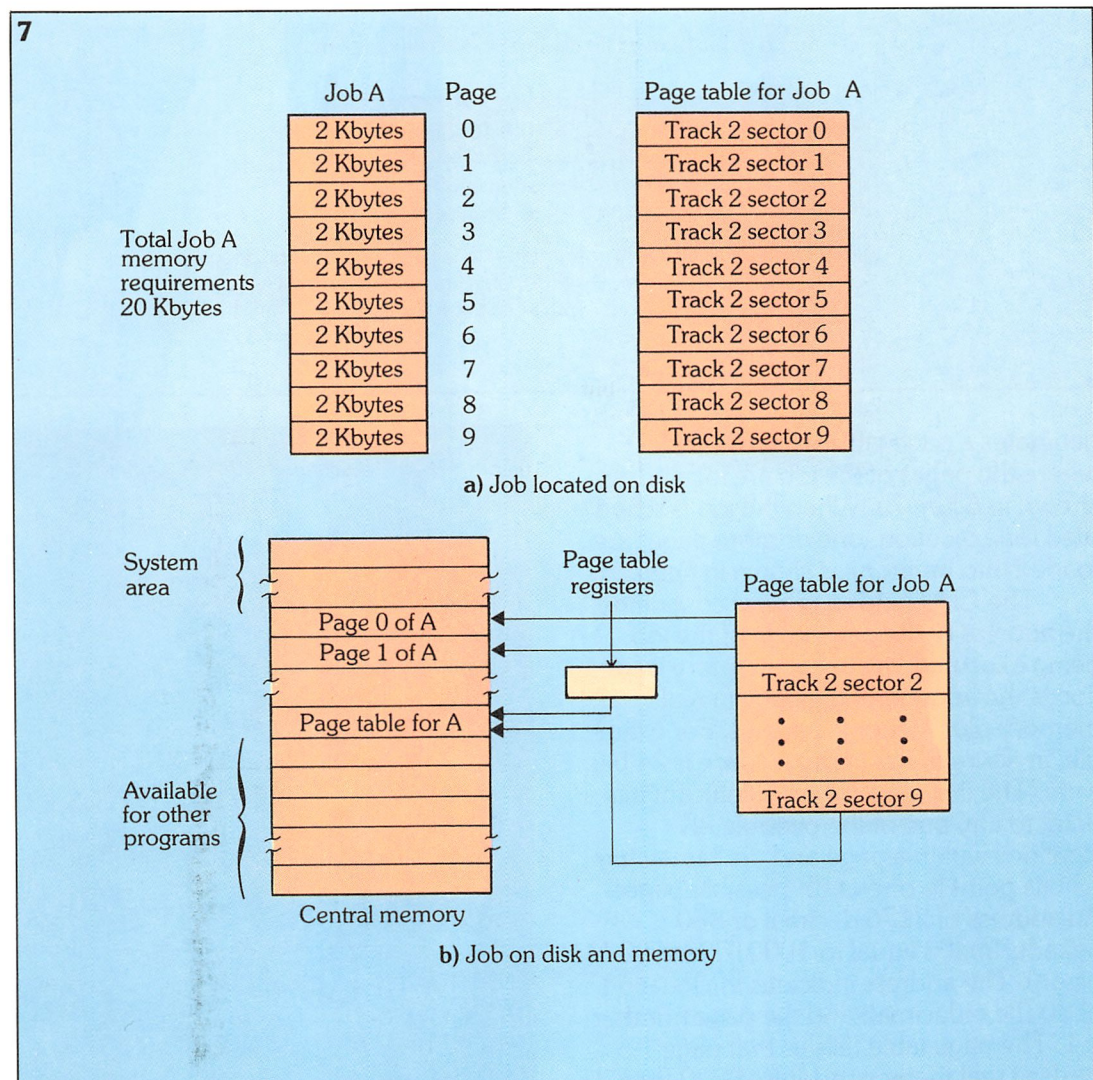 7
Job A Page Page table for Job A
2 Kbytes 0 Track 2 sector 0
2 Kbytes 1 Track 2 sector 1
2 Kbytes 2 Track 2 sector 2
2 Kbytes 3 Track 2 sector 3
2 Kbytes 4 Track 2 sector 4
2 Kbytes 5 Track 2 sector 5
2 Kbytes 6 Track 2 sector 6
2 Kbytes 7 Track 2 sector 7
2 Kbytes 8 Track 2 sector 8
2 Kbytes 9 Track 2 sector 9
Total Job A
memory
requirements
20 Kbytes
a) Job located on disk
System
area
Page 0 of A
Page 1 of A
Page table for A
Available
for other
programs
Central memory
Page table
registers
Page table for Job A
Track 2 sector 2
Track 2 sector 9
b) Job on disk and memory